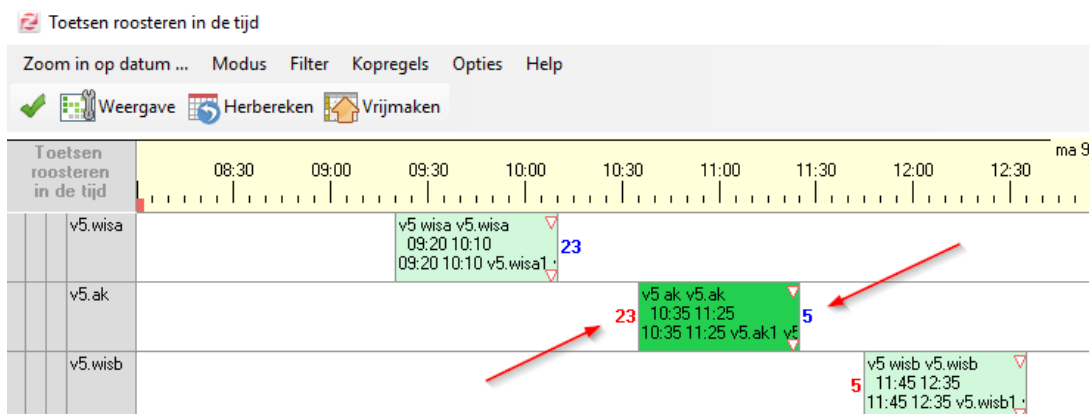 Toetsen roosteren in de tijd
Zoom in op datum ... Modus Filter Kopregels Opties Help
Weergave Herbereken Vrijmaken
Toetsen
roosteren
in de tijd
ma 9
08:30 09:00 09:30 10:00 10:30 11:00 11:30 12:00 12:30
v5.wisa
v5 wisa v5.wisa
09:20 10:10
09:20 10:10 v5.wisa1
23
v5.ak
23
v5 ak v5.ak
10:35 11:25
10:35 11:25 v5.ak1 v5
5
v5.wisb
5
v5 wisb v5.wisb
11:45 12:35
11:45 12:35 v5.wisb1